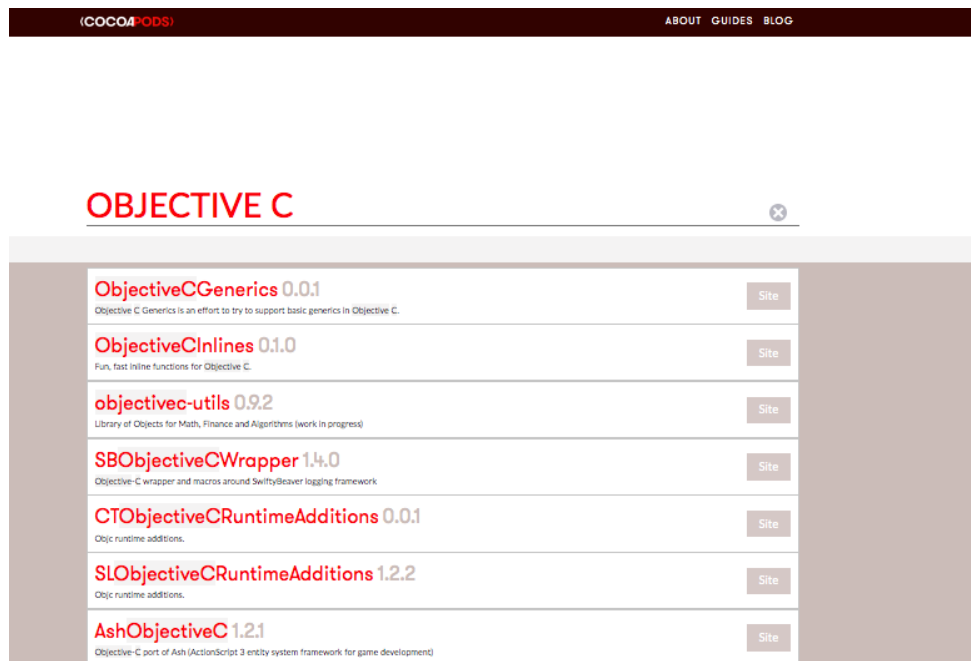 COCOAPODS
ABOUT GUIDES BLOG
OBJECTIVE C
ObjectiveCGenerics 0.0.1
Objective C Generics is an effort to try to support basic generics in Objective C.
Site
ObjectiveCInlines 0.1.0
Fun, fast inline functions for Objective C.
Site
objectivec-utils 0.9.2
Library of Objects for Math, Finance and Algorithms (work in progress)
Site
SBObjectiveCWrapper 1.4.0
Objective-C wrapper and macros around SwiftyBeaver logging framework
Site
CTObjectiveCRuntimeAdditions 0.0.1
Objc runtime additions.
Site
SLObjectiveCRuntimeAdditions 1.2.2
Objc runtime additions.
Site
AshObjectiveC 1.2.1
Objective-C port of Ash (ActionScript 3 entity system framework for game development)
Site